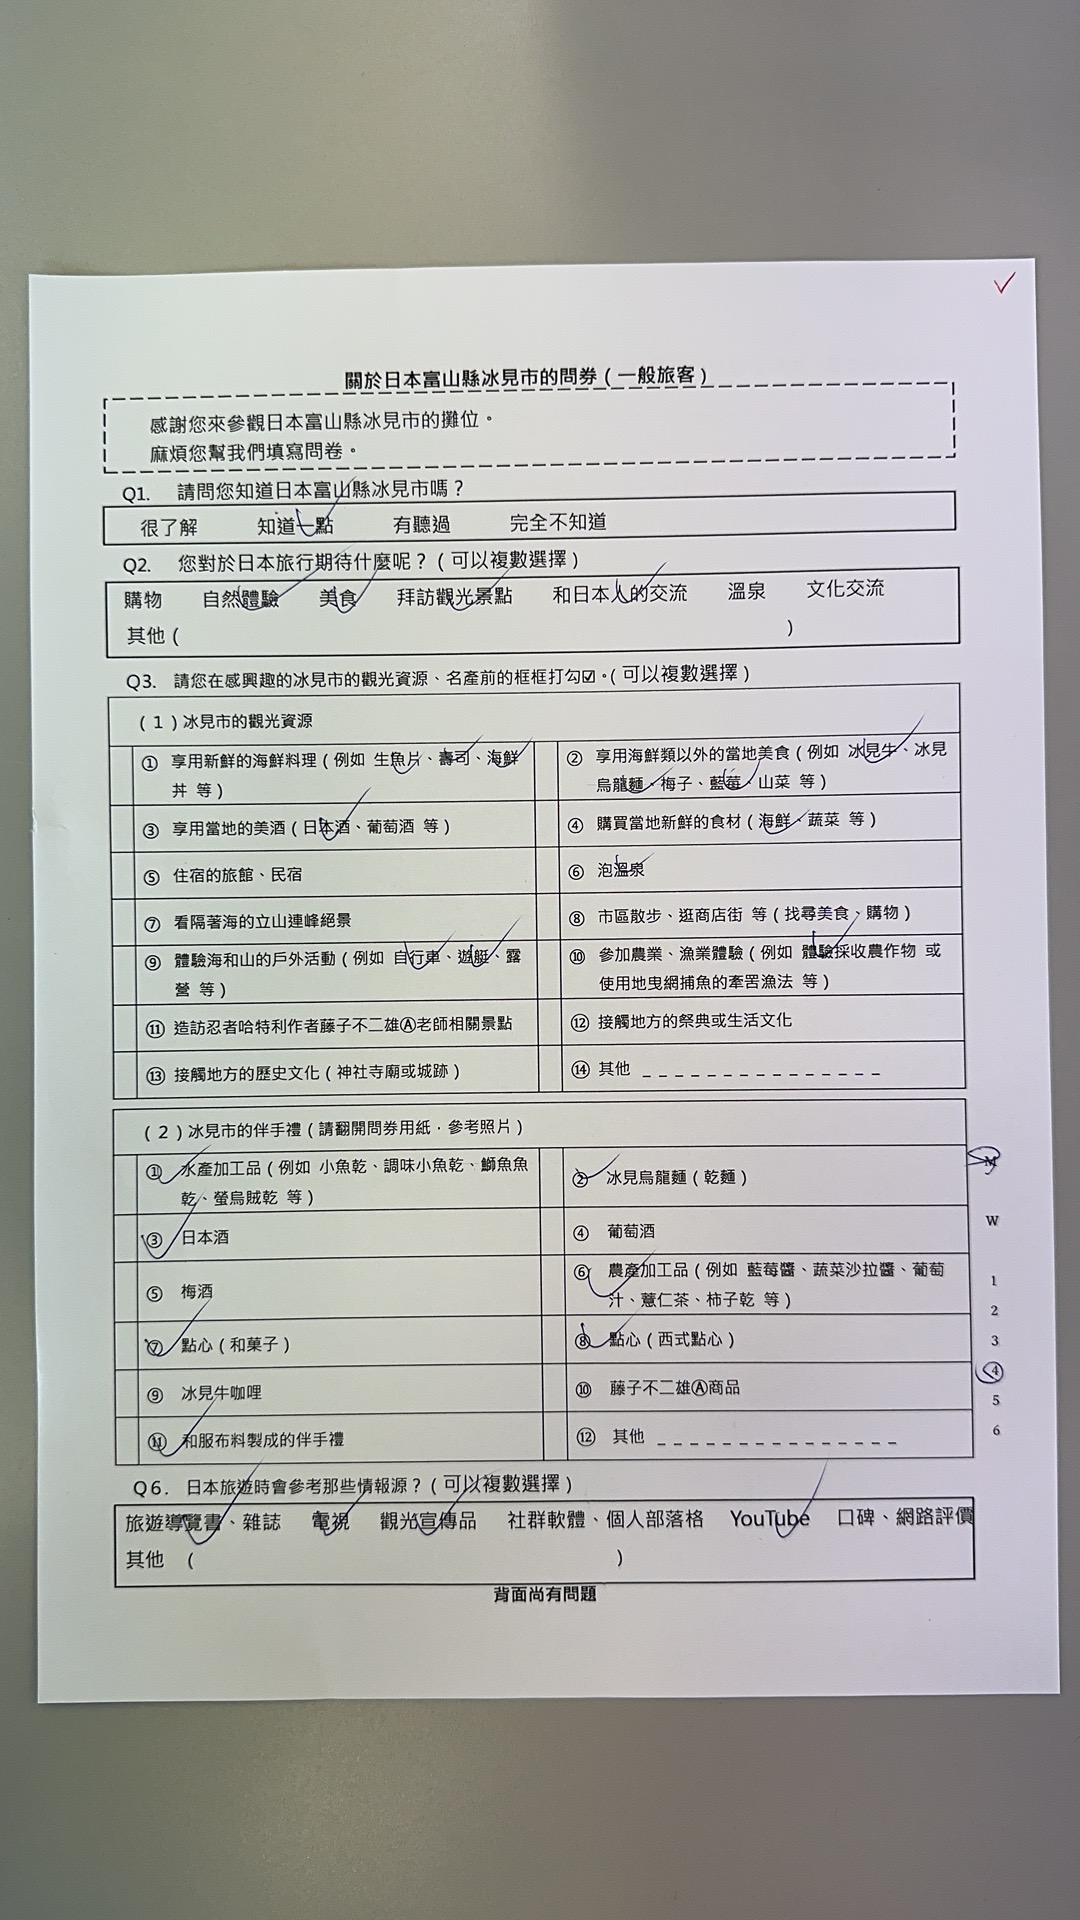 關於日本富山縣冰見市的問券（一般旅客）
感謝您來參觀日本富山縣冰見市的攤位。
麻煩您幫我們填寫問卷。
Q1. 請問您知道日本富山縣冰見市嗎？
很了解 知道一點 有聽過 完全不知道
Q2. 您對於日本旅行期待什麼呢？（可以複數選擇）
購物 自然體驗 美食 拜訪觀光景點 和日本人的交流 溫泉 文化交流
其他（ ）
Q3. 請您在感興趣的冰見市的觀光資源、名產前的框框打勾☑。（可以複數選擇）
（1）冰見市的觀光資源
① 享用新鮮的海鮮料理（例如 生魚片、壽司、海鮮
丼 等）
② 享用海鮮類以外的當地美食（例如 冰見牛、冰見
烏龍麵、梅子、藍莓、山菜 等）
③ 享用當地的美酒（日本酒、葡萄酒 等）
④ 購買當地新鮮的食材（海鮮、蔬菜 等）
⑤ 住宿的旅館、民宿
⑥ 泡溫泉
⑦ 看隔著海的立山連峰絕景
⑧ 市區散步、逛商店街 等（找尋美食、購物）
⑨ 體驗海和山的戶外活動（例如 自行車、遊艇、露
營 等）
⑩ 參加農業、漁業體驗（例如 體驗採收農作物 或
使用地曳網捕魚的牽罟漁法 等）
⑪ 造訪忍者哈特利作者藤子不二雄Ⓐ老師相關景點
⑫ 接觸地方的祭典或生活文化
⑬ 接觸地方的歷史文化（神社寺廟或城跡）
⑭ 其他 _ _ _ _ _ _ _ _ _ _ _ _ _ _
（2）冰見市的伴手禮（請翻開問券用紙，參考照片）
① 水產加工品（例如 小魚乾、調味小魚乾、鰤魚魚
乾、螢烏賊乾 等）
② 冰見烏龍麵（乾麵）
③ 日本酒
④ 葡萄酒
⑤ 梅酒
⑥ 農產加工品（例如 藍莓醬、蔬菜沙拉醬、葡萄
汁、薏仁茶、柿子乾 等）
⑦ 點心（和菓子）
⑧ 點心（西式點心）
⑨ 冰見牛咖哩
⑩ 藤子不二雄Ⓐ商品
⑪ 和服布料製成的伴手禮
⑫ 其他 _ _ _ _ _ _ _ _ _ _ _ _ _ _
M
W
1
2
3
4
5
6
Q6. 日本旅遊時會參考那些情報源？（可以複數選擇）
旅遊導覽書、雜誌 電視 觀光宣傳品 社群軟體、個人部落格 YouTube 口碑、網路評價
其他 （ ）
背面尚有問題